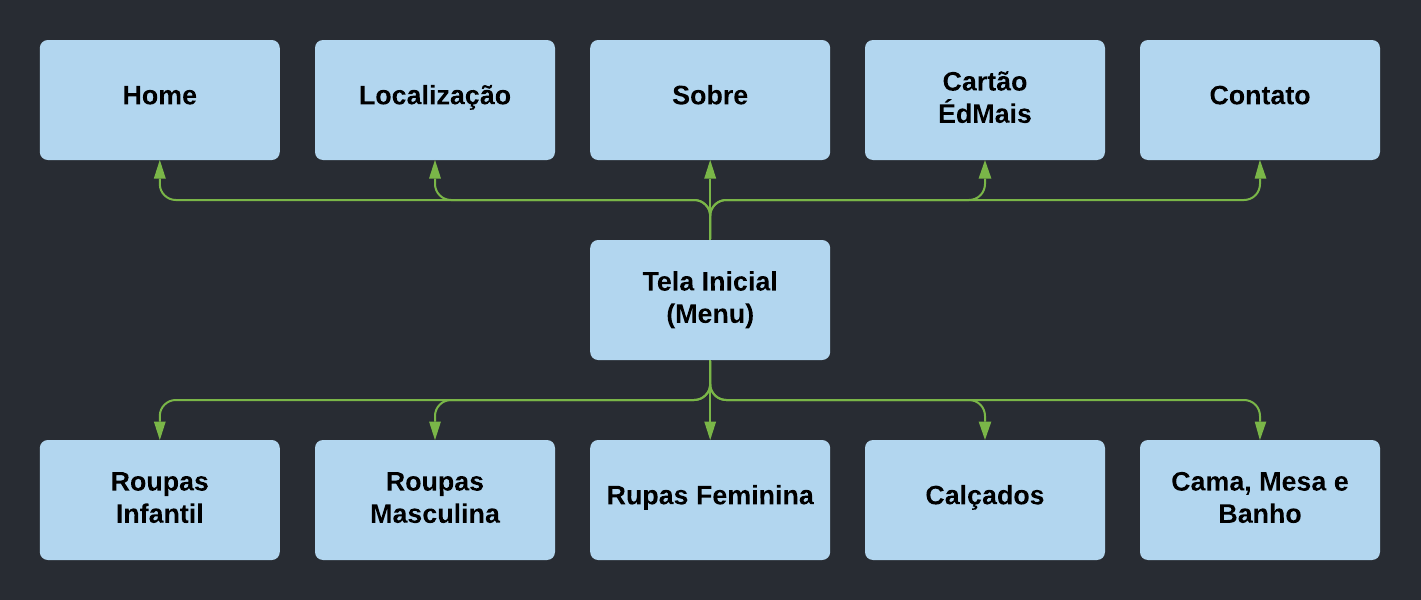 Home
Localização
Sobre
Cartão
ÉdMais
Contato
Tela Inicial
(Menu)
Roupas
Infantil
Roupas
Masculina
Rupas Feminina
Calçados
Cama, Mesa e
Banho